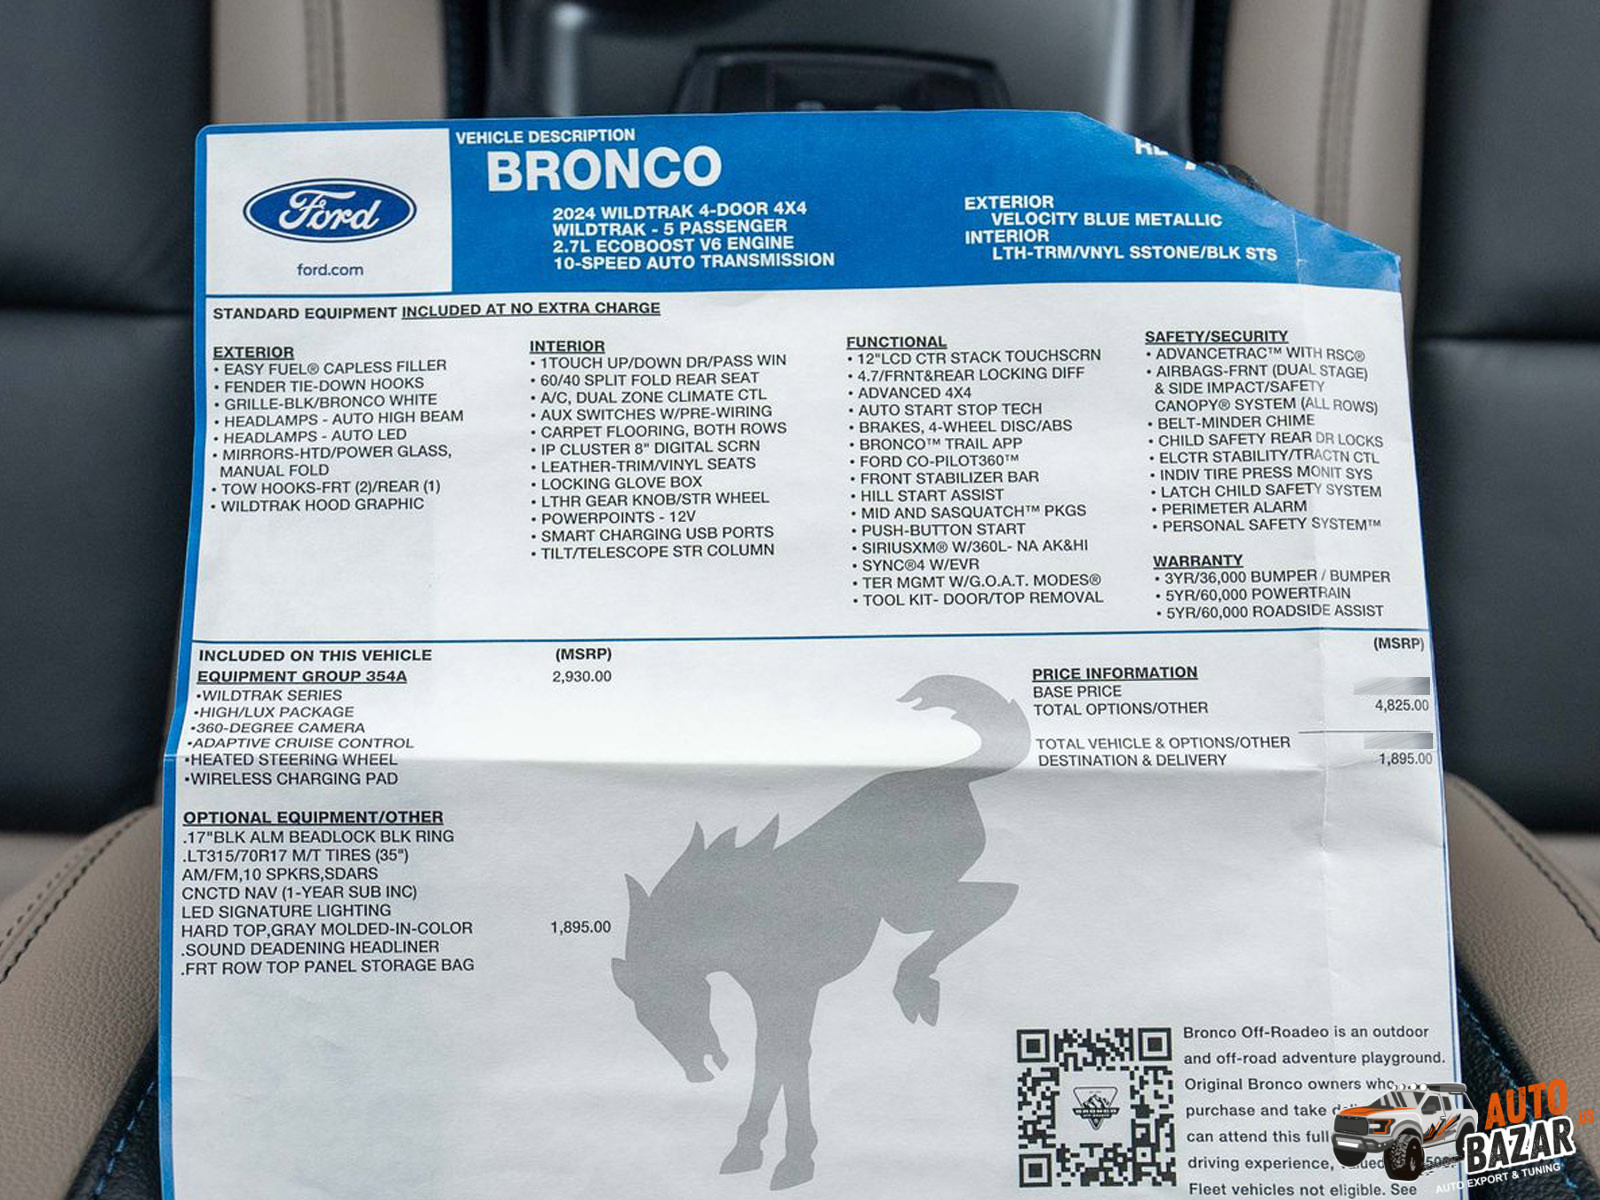 Ford
ford.com
VEHICLE DESCRIPTION
BRONCO
2024 WILDTRAK 4-DOOR 4X4
WILDTRAK - 5 PASSENGER
2.7L ECOBOOST V6 ENGINE
10-SPEED AUTO TRANSMISSION
EXTERIOR
VELOCITY BLUE METALLIC
INTERIOR
LTH-TRM/VNYL SSTONE/BLK STS
STANDARD EQUIPMENT INCLUDED AT NO EXTRA CHARGE
EXTERIOR
• EASY FUEL® CAPLESS FILLER
• FENDER TIE-DOWN HOOKS
• GRILLE-BLK/BRONCO WHITE
• HEADLAMPS - AUTO HIGH BEAM
• HEADLAMPS - AUTO LED
• MIRRORS-HTD/POWER GLASS,
MANUAL FOLD
• TOW HOOKS-FRT (2)/REAR (1)
• WILDTRAK HOOD GRAPHIC
INTERIOR
• 1TOUCH UP/DOWN DR/PASS WIN
• 60/40 SPLIT FOLD REAR SEAT
• A/C, DUAL ZONE CLIMATE CTL
• AUX SWITCHES W/PRE-WIRING
• CARPET FLOORING, BOTH ROWS
• IP CLUSTER 8" DIGITAL SCRN
• LEATHER-TRIM/VINYL SEATS
• LOCKING GLOVE BOX
• LTHR GEAR KNOB/STR WHEEL
• POWERPOINTS - 12V
• SMART CHARGING USB PORTS
• TILT/TELESCOPE STR COLUMN
FUNCTIONAL
• 12"LCD CTR STACK TOUCHSCRN
• 4.7/FRNT&REAR LOCKING DIFF
• ADVANCED 4X4
• AUTO START STOP TECH
• BRAKES, 4-WHEEL DISC/ABS
• BRONCO™ TRAIL APP
• FORD CO-PILOT360™
• FRONT STABILIZER BAR
• HILL START ASSIST
• MID AND SASQUATCH™ PKGS
• PUSH-BUTTON START
• SIRIUSXM® W/360L- NA AK&HI
• SYNC®4 W/EVR
• TER MGMT W/G.O.A.T. MODES®
• TOOL KIT- DOOR/TOP REMOVAL
SAFETY/SECURITY
• ADVANCETRAC™ WITH RSC®
• AIRBAGS-FRNT (DUAL STAGE)
& SIDE IMPACT/SAFETY
CANOPY® SYSTEM (ALL ROWS)
• BELT-MINDER CHIME
• CHILD SAFETY REAR DR LOCKS
• ELCTR STABILITY/TRACTN CTL
• INDIV TIRE PRESS MONIT SYS
• LATCH CHILD SAFETY SYSTEM
• PERIMETER ALARM
• PERSONAL SAFETY SYSTEM™
WARRANTY
• 3YR/36,000 BUMPER / BUMPER
• 5YR/60,000 POWERTRAIN
• 5YR/60,000 ROADSIDE ASSIST
INCLUDED ON THIS VEHICLE (MSRP)
EQUIPMENT GROUP 354A 2,930.00
•WILDTRAK SERIES
•HIGH/LUX PACKAGE
•360-DEGREE CAMERA
•ADAPTIVE CRUISE CONTROL
•HEATED STEERING WHEEL
•WIRELESS CHARGING PAD
OPTIONAL EQUIPMENT/OTHER
.17"BLK ALM BEADLOCK BLK RING
.LT315/70R17 M/T TIRES (35")
AM/FM,10 SPKRS,SDARS
CNCTD NAV (1-YEAR SUB INC)
LED SIGNATURE LIGHTING
HARD TOP,GRAY MOLDED-IN-COLOR 1,895.00
.SOUND DEADENING HEADLINER
.FRT ROW TOP PANEL STORAGE BAG
(MSRP)
PRICE INFORMATION
BASE PRICE
TOTAL OPTIONS/OTHER 4,825.00
TOTAL VEHICLE & OPTIONS/OTHER
DESTINATION & DELIVERY 1,895.00
BRONCO
Bronco Off-Roadeo is an outdoor
and off-road adventure playground.
Original Bronco owners who
purchase and take
can attend this full
driving experience,
Fleet vehicles not eligible. See
AUTO
BAZAR
US
AUTO EXPORT & TUNING